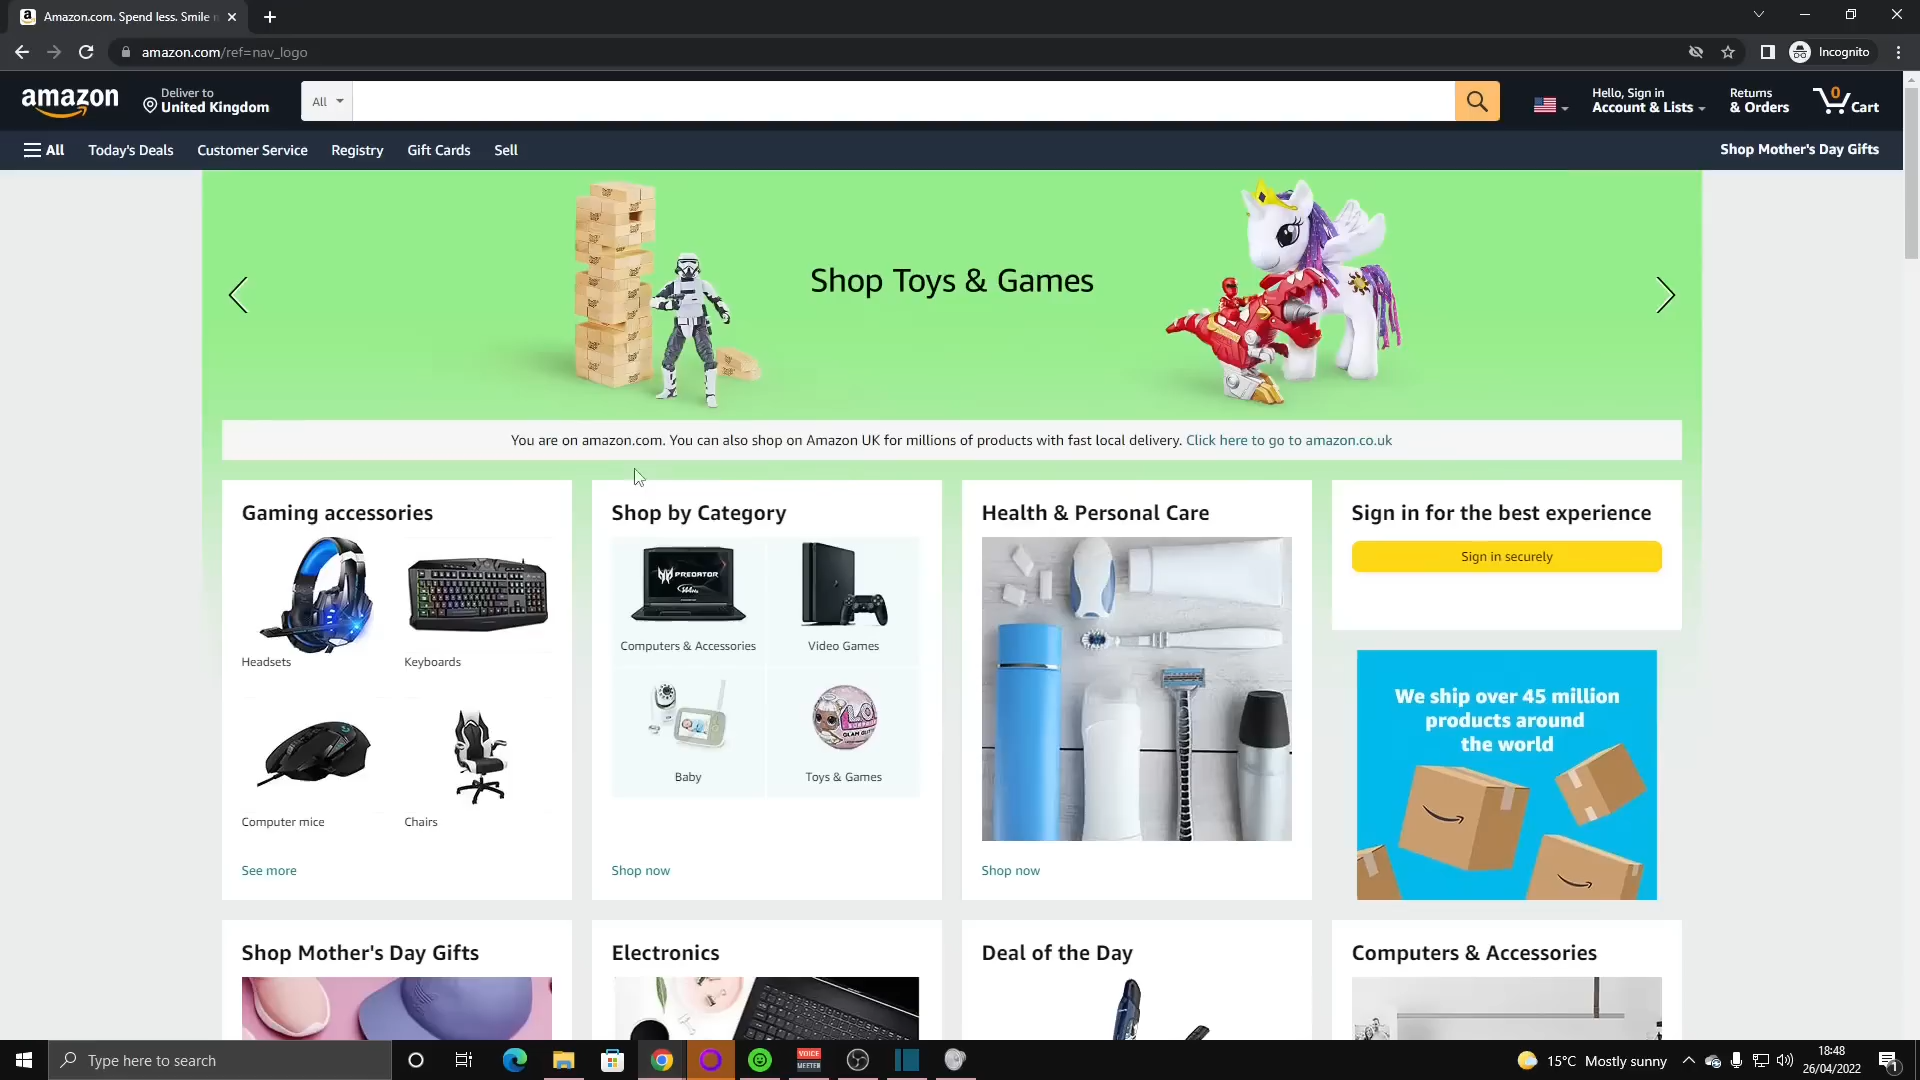 Amazon.com. Spend less. Smile
amazon.com/ref=nav_logo
Incognito
amazon
Deliver to
United Kingdom
All
Hello, Sign in
Account & Lists
Returns
& Orders
0
Cart
All
Today's Deals
Customer Service
Registry
Gift Cards
Sell
Shop Mother's Day Gifts
Shop Toys & Games
You are on amazon.com. You can also shop on Amazon UK for millions of products with fast local delivery. Click here to go to amazon.co.uk
Gaming accessories
Headsets
Keyboards
Computer mice
Chairs
See more
Shop by Category
PREDATOR
Computers & Accessories
Video Games
Baby
Toys & Games
Shop now
Health & Personal Care
Shop now
Sign in for the best experience
Sign in securely
We ship over 45 million
products around
the world
Shop Mother's Day Gifts
Electronics
Deal of the Day
Computers & Accessories
Type here to search
VOICE
MEETER
15°C Mostly sunny
18:48
26/04/2022
1